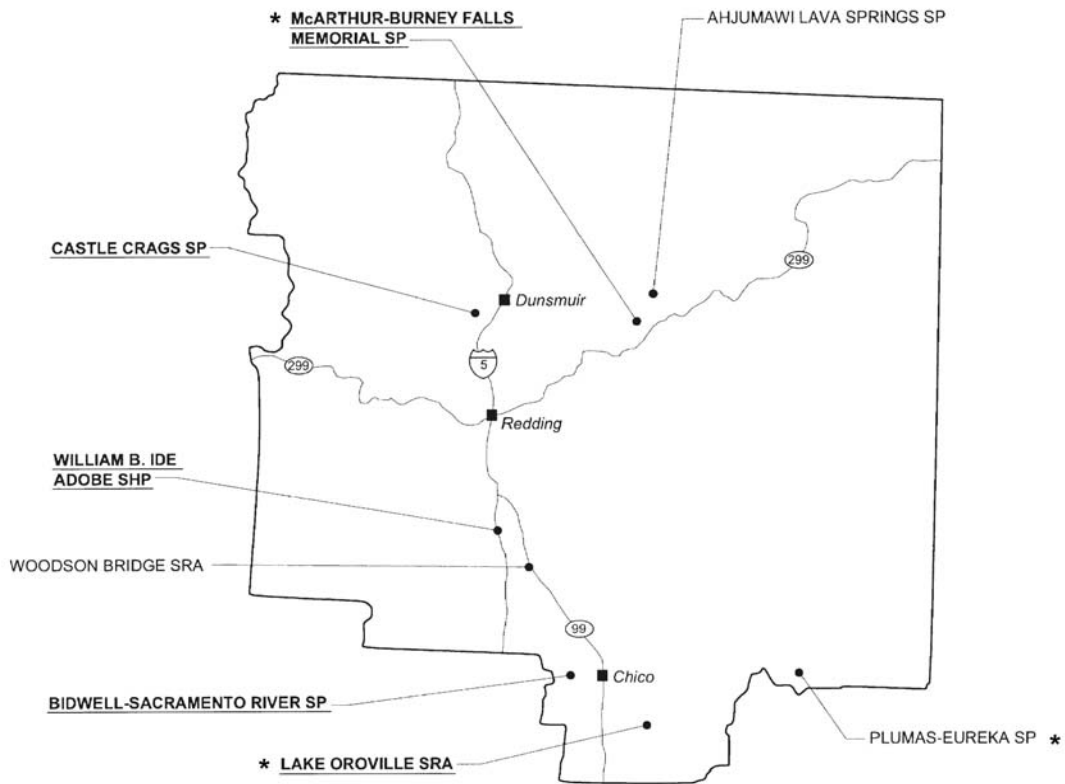 * McARTHUR-BURNEY FALLS
MEMORIAL SP
AHJUMAWI LAVA SPRINGS SP
CASTLE CRAGS SP
299
Dunsmuir
5
299
Redding
WILLIAM B. IDE
ADOBE SHP
WOODSON BRIDGE SRA
99
BIDWELL-SACRAMENTO RIVER SP
Chico
PLUMAS-EUREKA SP *
* LAKE OROVILLE SRA